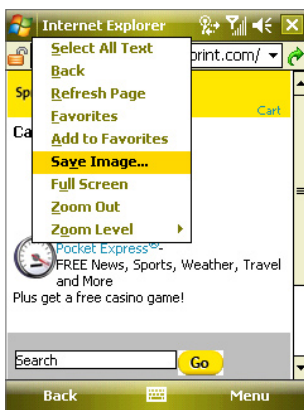 Internet Explorer
Select All Text
print.com/
Back
Refresh Page
Sp
Favorites
Cart
Add to Favorites
Ca
Save Image...
Full Screen
Zoom Out
Zoom Level
Pocket Express®-
FREE News, Sports, Weather, Travel
and More
Plus get a free casino game!
Search
Go
Back
Menu